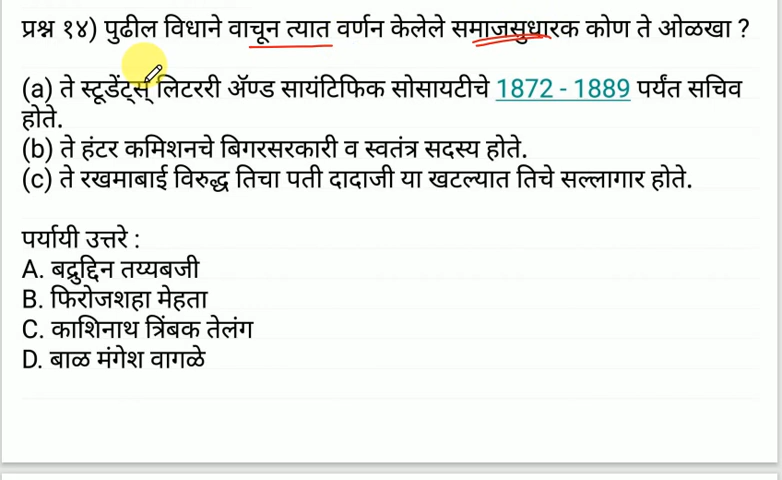 प्रश्न १४) पुढील विधाने वाचून त्यात वर्णन केलेले समाजसुधारक कोण ते ओळखा ?
(a) ते स्टूडेंट्स् लिटररी ॲण्ड सायंटिफिक सोसायटीचे 1872 - 1889 पर्यंत सचिव
होते.
(b) ते हंटर कमिशनचे बिगरसरकारी व स्वतंत्र सदस्य होते.
(c) ते रखमाबाई विरुद्ध तिचा पती दादाजी या खटल्यात तिचे सल्लागार होते.
पर्यायी उत्तरे :
A. बद्रुद्दिन तय्यबजी
B. फिरोजशहा मेहता
C. काशिनाथ त्रिंबक तेलंग
D. बाळ मंगेश वागळे